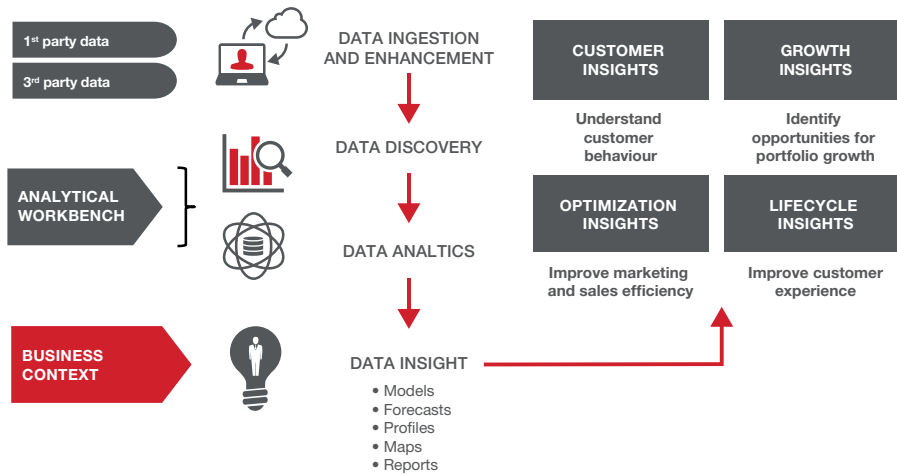 1st party data
3rd party data
DATA INGESTION
AND ENHANCEMENT
DATA DISCOVERY
ANALYTICAL
WORKBENCH
DATA ANALTICS
BUSINESS
CONTEXT
DATA INSIGHT
• Models
• Forecasts
• Profiles
• Maps
• Reports
CUSTOMER
INSIGHTS
Understand
customer
behaviour
GROWTH
INSIGHTS
Identify
opportunities for
portfolio growth
OPTIMIZATION
INSIGHTS
Improve marketing
and sales efficiency
LIFECYCLE
INSIGHTS
Improve customer
experience